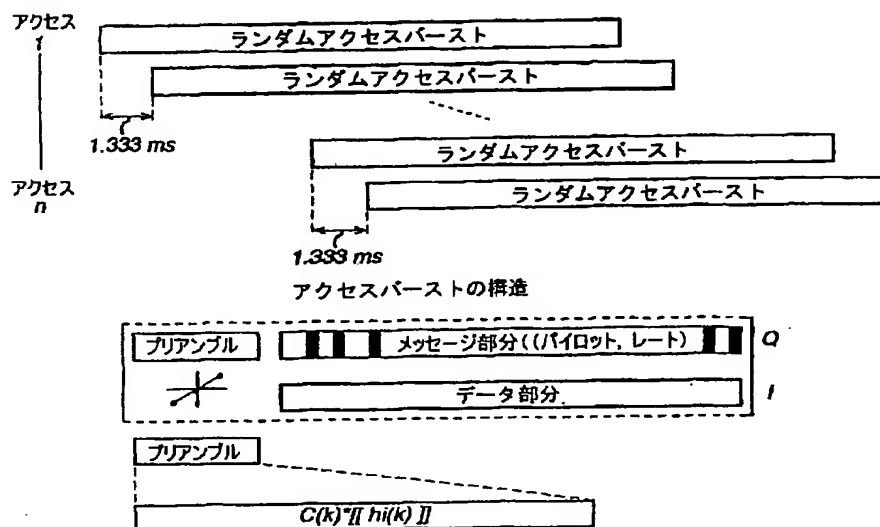 アクセス
1
ランダムアクセスバースト
ランダムアクセスバースト
1.333 ms
ランダムアクセスバースト
アクセス
n
ランダムアクセスバースト
1.333 ms
アクセスバーストの構造
プリアンブル
メッセージ部分((パイロット, レート)
Q
データ部分.
I
プリアンブル
C(k)*[[ hi(k) ]]